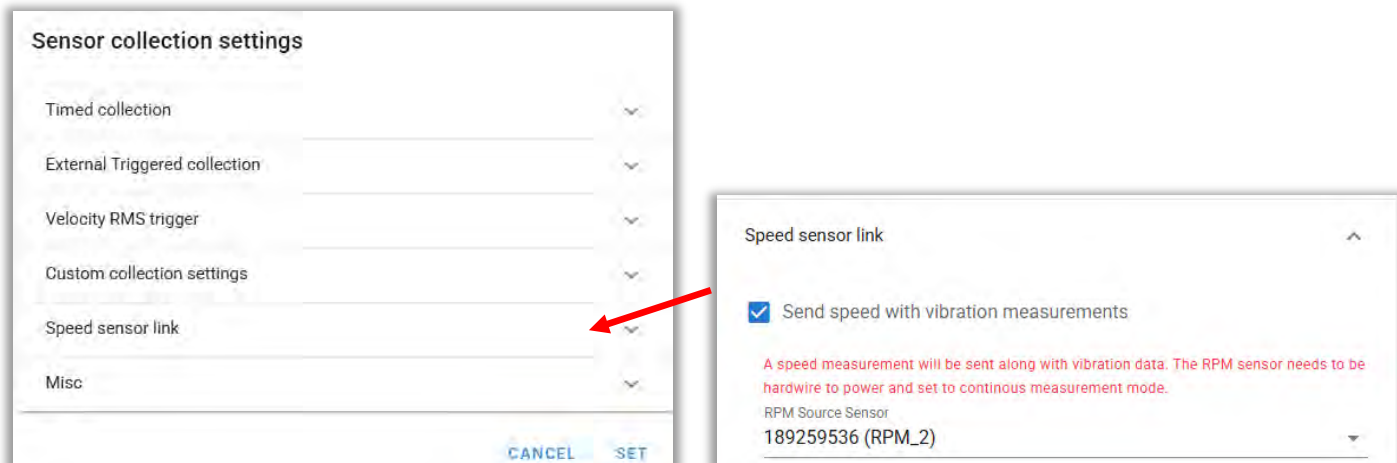 Sensor collection settings
Timed collection
External Triggered collection
Velocity RMS trigger
Custom collection settings
Speed sensor link
Misc
CANCEL SET
Speed sensor link
Send speed with vibration measurements
A speed measurement will be sent along with vibration data. The RPM sensor needs to be
hardwire to power and set to continous measurement mode.
RPM Source Sensor
189259536 (RPM_2)